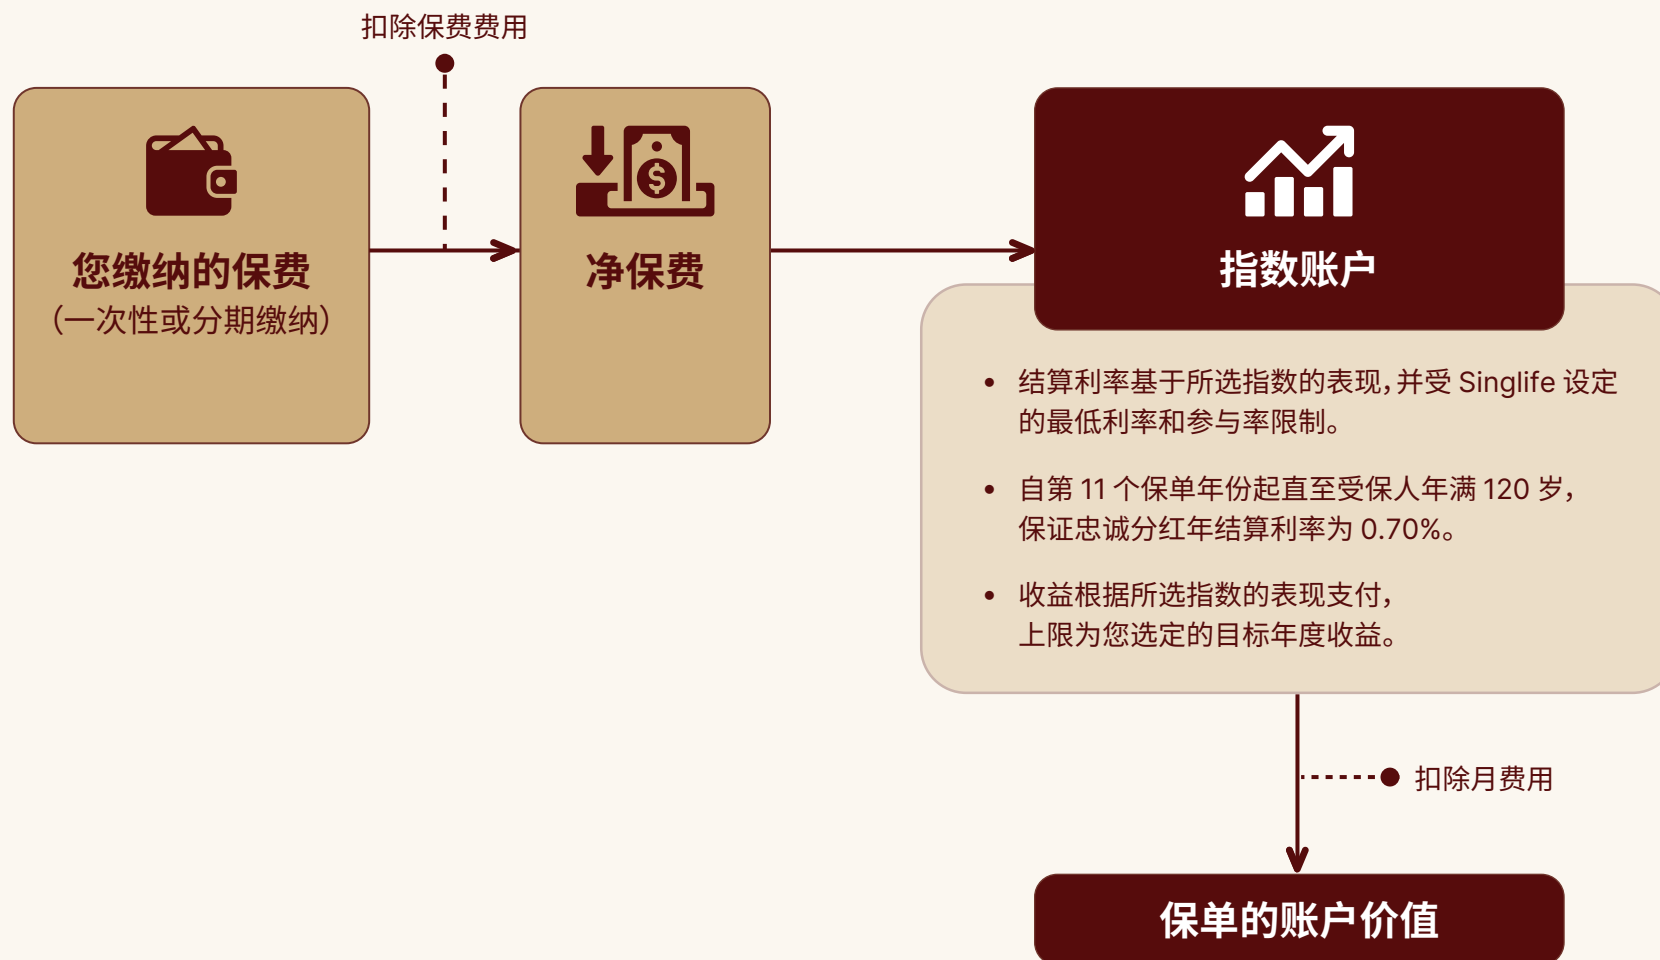 扣除保费费用
您缴纳的保费
（一次性或分期缴纳）
净保费
指数账户
• 结算利率基于所选指数的表现，并受 Singlife 设定
的最低利率和参与率限制。
• 自第 11 个保单年份起直至受保人年满 120 岁，
保证忠诚分红年结算利率为 0.70%。
• 收益根据所选指数的表现支付，
上限为您选定的目标年度收益。
扣除月费用
保单的账户价值